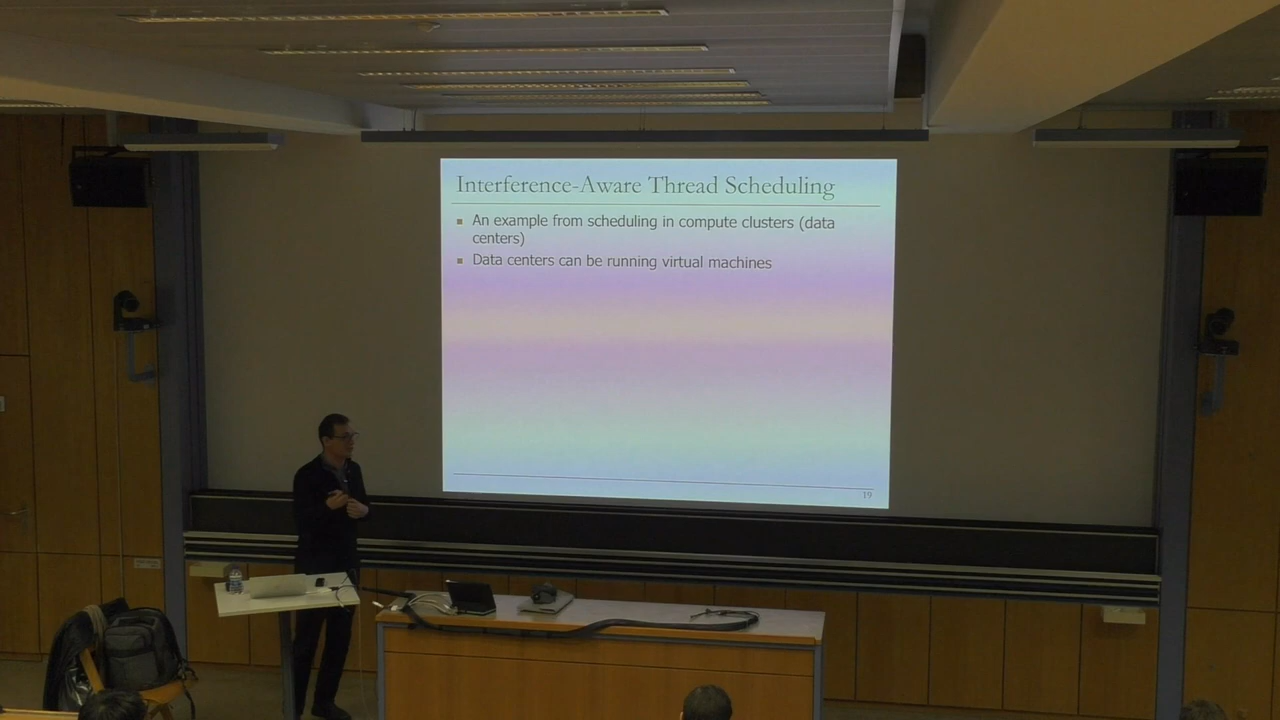 Interference-Aware Thread Scheduling
An example from scheduling in compute clusters (data
centers)
Data centers can be running virtual machines
19